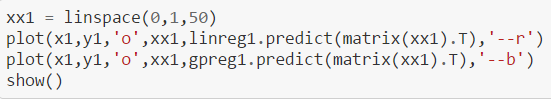 xx1 = linspace(0,1,50)
plot(x1,y1,'o',xx1,linreg1.predict(matrix(xx1).T),'--r')
plot(x1,y1,'o',xx1,gpreg1.predict(matrix(xx1).T),'--b')
show()